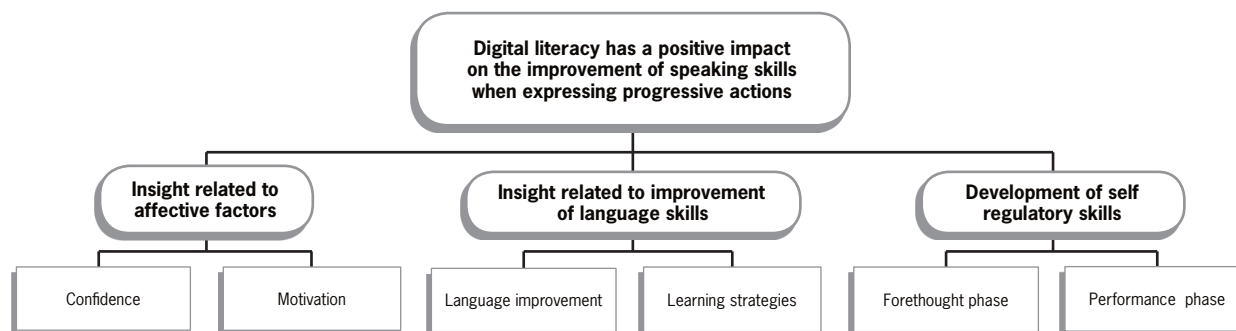 Digital literacy has a positive impact
on the improvement of speaking skills
when expressing progressive actions
Insight related to
affective factors
Insight related to improvement
of language skills
Development of self
regulatory skills
Confidence
Motivation
Language improvement
Learning strategies
Forethought phase
Performance phase